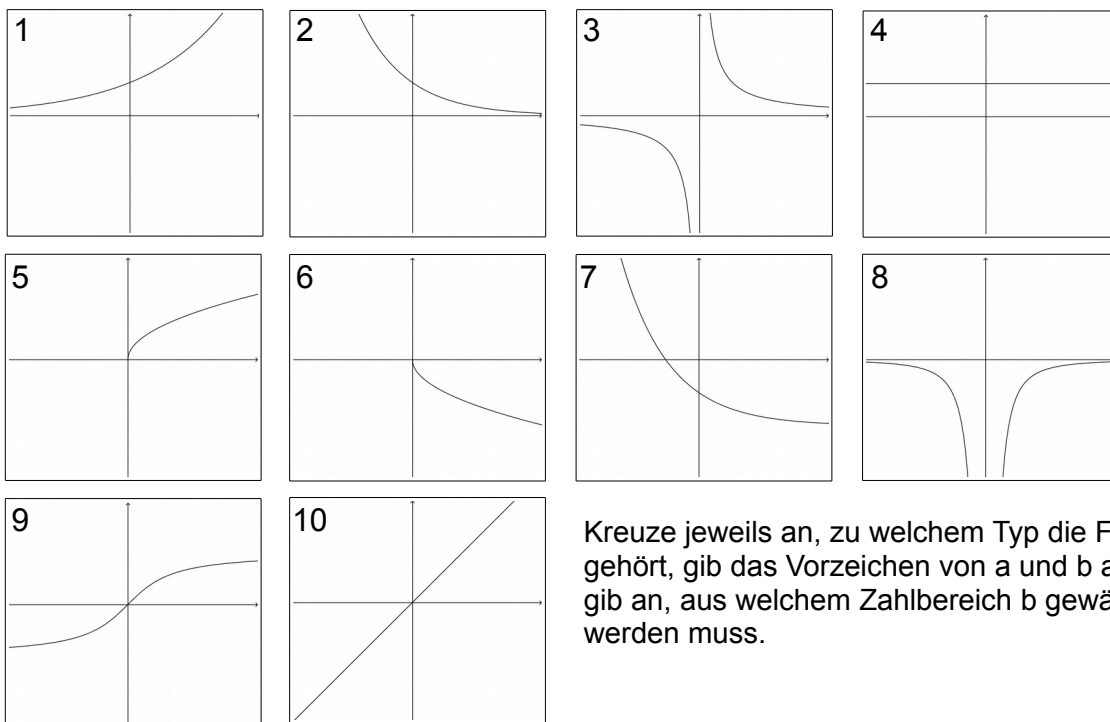 1
2
3
4
5
6
7
8
9
10
Kreuze jeweils an, zu welchem Typ die F
gehört, gib das Vorzeichen von a und b a
gib an, aus welchem Zahlbereich b gewä
werden muss.